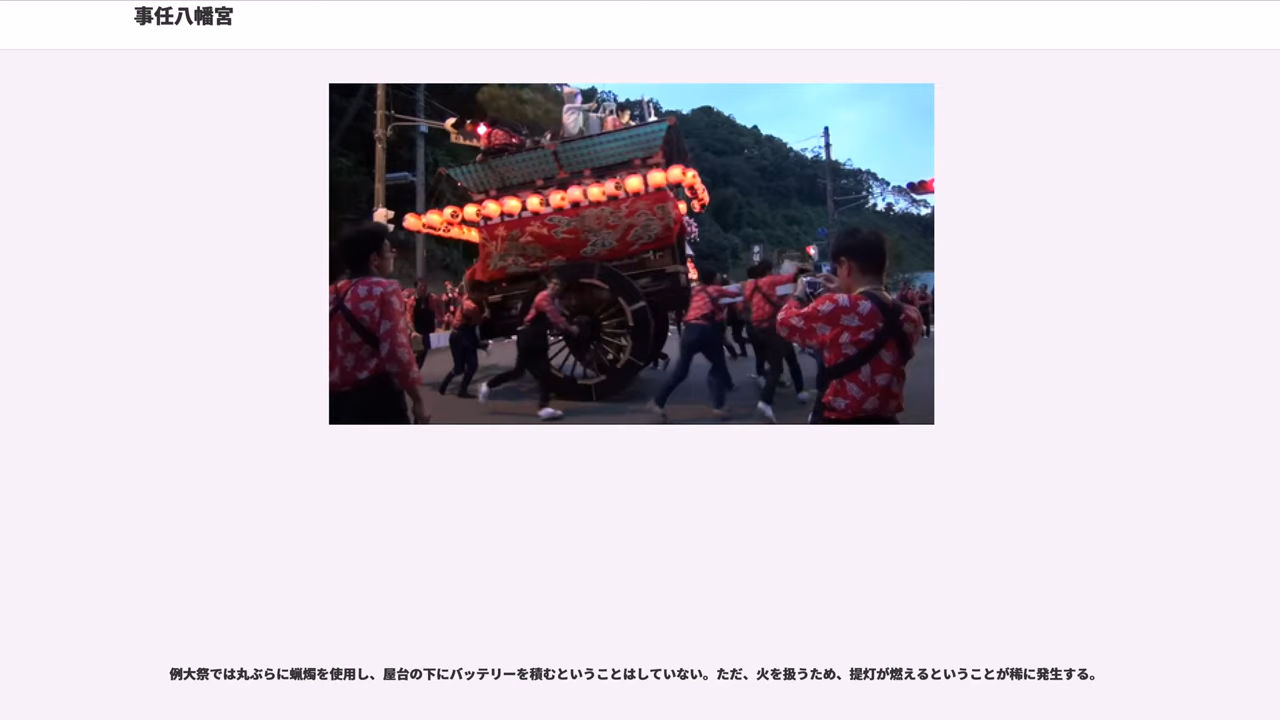 事任八幡宮
例大祭では丸ぶらに蝋燭を使用し、屋台の下にバッテリーを積むということはしていない。ただ、火を扱うため、提灯が燃えるということが稀に発生する。